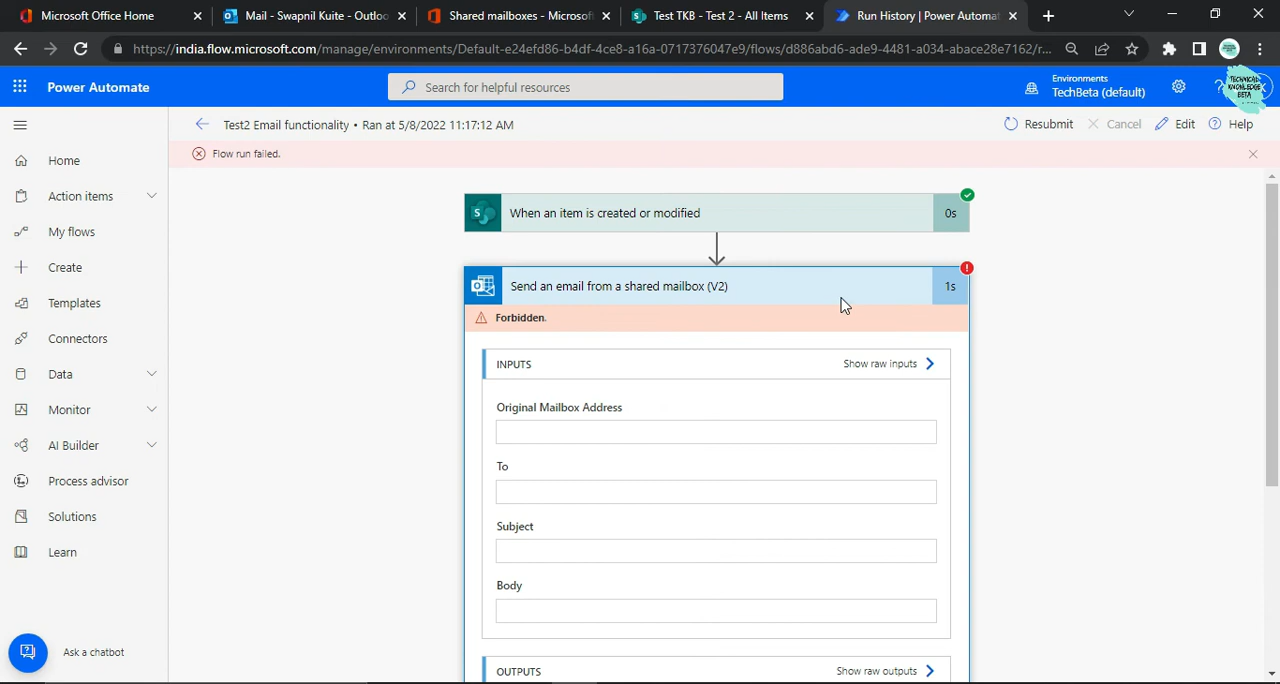 Microsoft Office Home
Mail - Swapnil Kuite - Outloo
Shared mailboxes - Microsof
Test TKB - Test 2 - All Items
Run History | Power Automat
https://india.flow.microsoft.com/manage/environments/Default-e24efd86-b4df-4ce8-a16a-0717376047e9/flows/d886abd6-ade9-4481-a034-abace28e7162/r...
Power Automate
Search for helpful resources
Environments
TechBeta (default)
TECHNICAL
KNOWLEDGE
BETA
Test2 Email functionality • Ran at 5/8/2022 11:17:12 AM
Resubmit
Cancel
Edit
Help
Flow run failed.
Home
Action items
My flows
Create
Templates
Connectors
Data
Monitor
AI Builder
Process advisor
Solutions
Learn
Ask a chatbot
When an item is created or modified
0s
Send an email from a shared mailbox (V2)
1s
Forbidden.
INPUTS
Show raw inputs
Original Mailbox Address
To
Subject
Body
OUTPUTS
Show raw outputs